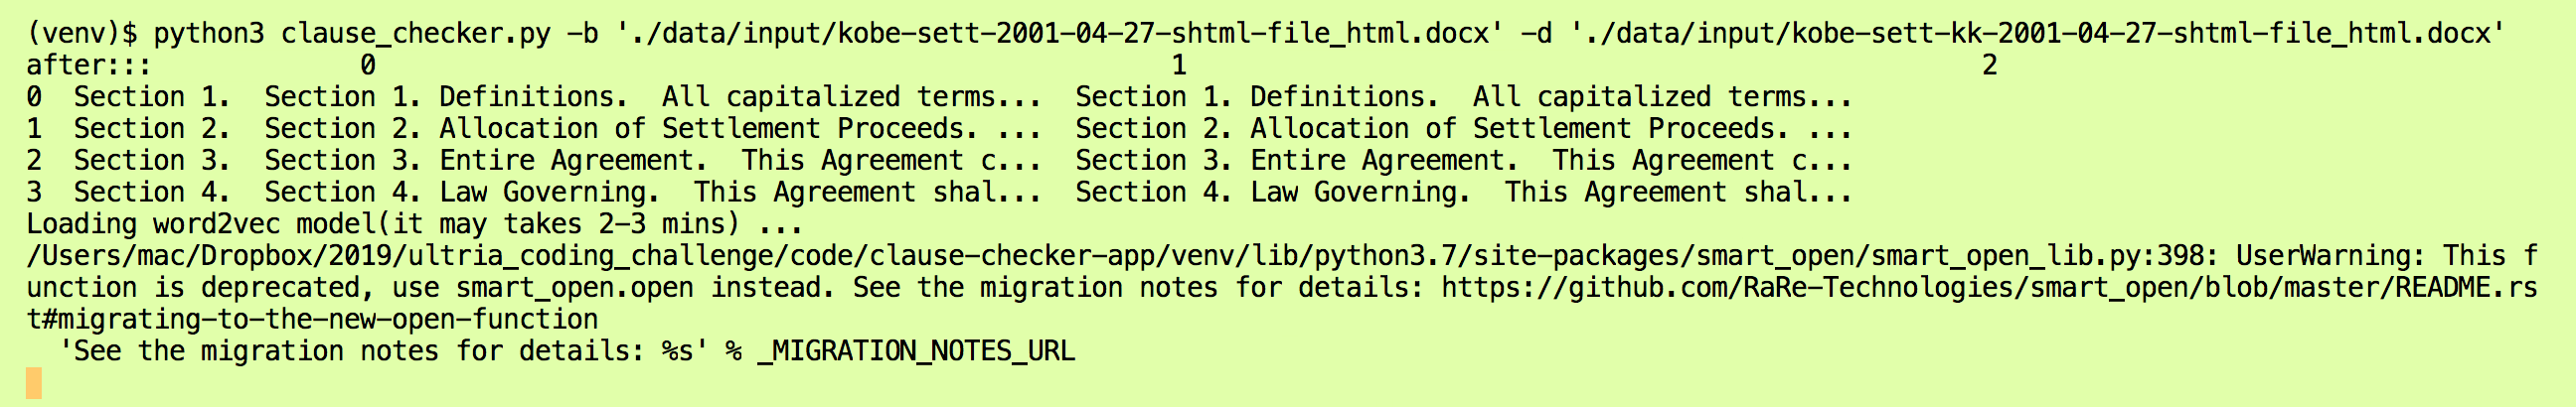 (venv)$ python3 clause_checker.py -b './data/input/kobe-sett-2001-04-27-shtml-file_html.docx' -d './data/input/kobe-sett-kk-2001-04-27-shtml-file_html.docx'
after:::             0                                                  1                                                  2
0  Section 1.  Section 1. Definitions.  All capitalized terms...  Section 1. Definitions.  All capitalized terms...
1  Section 2.  Section 2. Allocation of Settlement Proceeds. ...  Section 2. Allocation of Settlement Proceeds. ...
2  Section 3.  Section 3. Entire Agreement.  This Agreement c...  Section 3. Entire Agreement.  This Agreement c...
3  Section 4.  Section 4. Law Governing.  This Agreement shal...  Section 4. Law Governing.  This Agreement shal...
Loading word2vec model(it may takes 2-3 mins) ...
/Users/mac/Dropbox/2019/ultria_coding_challenge/code/clause-checker-app/venv/lib/python3.7/site-packages/smart_open/smart_open_lib.py:398: UserWarning: This f
unction is deprecated, use smart_open.open instead. See the migration notes for details: https://github.com/RaRe-Technologies/smart_open/blob/master/README.rs
t#migrating-to-the-new-open-function
  'See the migration notes for details: %s' % _MIGRATION_NOTES_URL